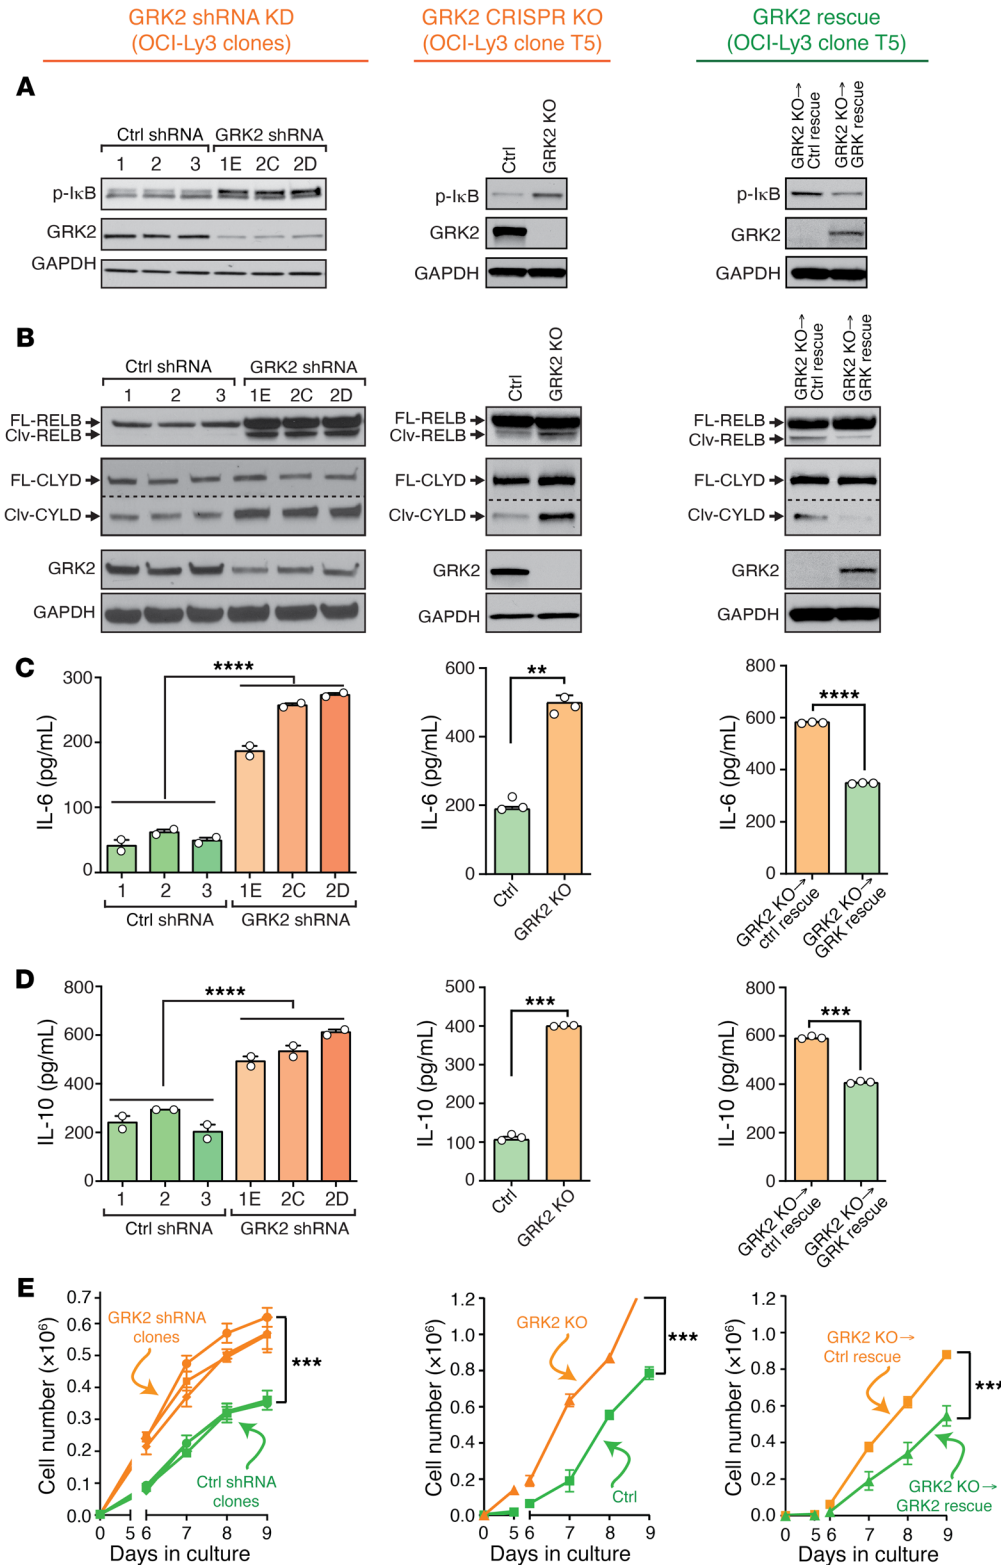 GRK2 shRNA KD
(OCI-Ly3 clones)
GRK2 CRISPR KO
(OCI-Ly3 clone T5)
GRK2 rescue
(OCI-Ly3 clone T5)
A
Ctrl shRNA GRK2 shRNA
1 2 3 1E 2C 2D
p-IκB
GRK2
GAPDH
Ctrl
GRK2 KO
p-IκB
GRK2
GAPDH
GRK2 KO→
Ctrl rescue
GRK2 KO→
GRK rescue
p-IκB
GRK2
GAPDH
B
Ctrl shRNA GRK2 shRNA
1 2 3 1E 2C 2D
FL-RELB
Clv-RELB
FL-CLYD
Clv-CYLD
GRK2
GAPDH
Ctrl
GRK2 KO
FL-RELB
Clv-RELB
FL-CLYD
Clv-CYLD
GRK2
GAPDH
GRK2 KO→
Ctrl rescue
GRK2 KO→
GRK rescue
FL-RELB
Clv-RELB
FL-CLYD
Clv-CYLD
GRK2
GAPDH
C
IL-6 (pg/mL)
300
200
100
0
****
1 2 3 1E 2C 2D
Ctrl shRNA GRK2 shRNA
IL-6 (pg/mL)
600
400
200
0
**
Ctrl
GRK2 KO
IL-6 (pg/mL)
800
600
400
200
0
****
GRK2 KO→
ctrl rescue
GRK2 KO→
GRK rescue
D
IL-10 (pg/mL)
800
600
400
200
0
****
1 2 3 1E 2C 2D
Ctrl shRNA GRK2 shRNA
IL-10 (pg/mL)
500
400
300
200
100
0
***
Ctrl
GRK2 KO
IL-10 (pg/mL)
800
600
400
200
0
***
GRK2 KO→
ctrl rescue
GRK2 KO→
GRK rescue
E
Cell number (×10⁶)
0.7
0.6
0.5
0.4
0.3
0.2
0.1
0.0
GRK2 shRNA
clones
***
Ctrl shRNA
clones
0 5 6 7 8 9
Days in culture
Cell number (×10⁶)
1.2
1.0
0.8
0.6
0.4
0.2
0.0
GRK2 KO
***
Ctrl
0 5 6 7 8 9
Days in culture
Cell number (×10⁶)
1.2
1.0
0.8
0.6
0.4
0.2
0.0
GRK2 KO→
Ctrl rescue
***
GRK2 KO→
GRK2 rescue
0 5 6 7 8 9
Days in culture